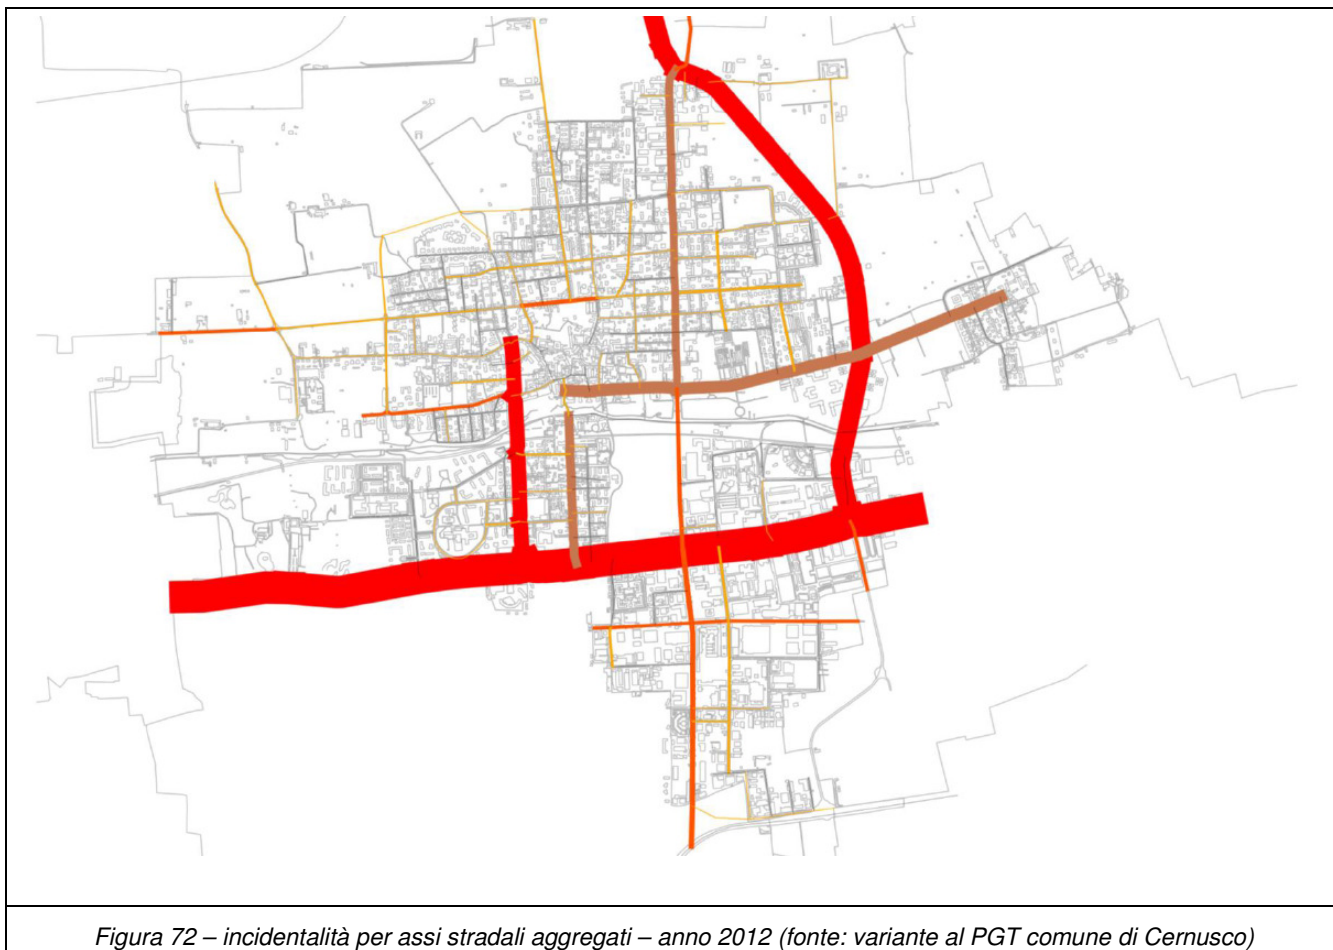 Figura 72 – incidentalità per assi stradali aggregati – anno 2012 (fonte: variante al PGT comune di Cernusco)